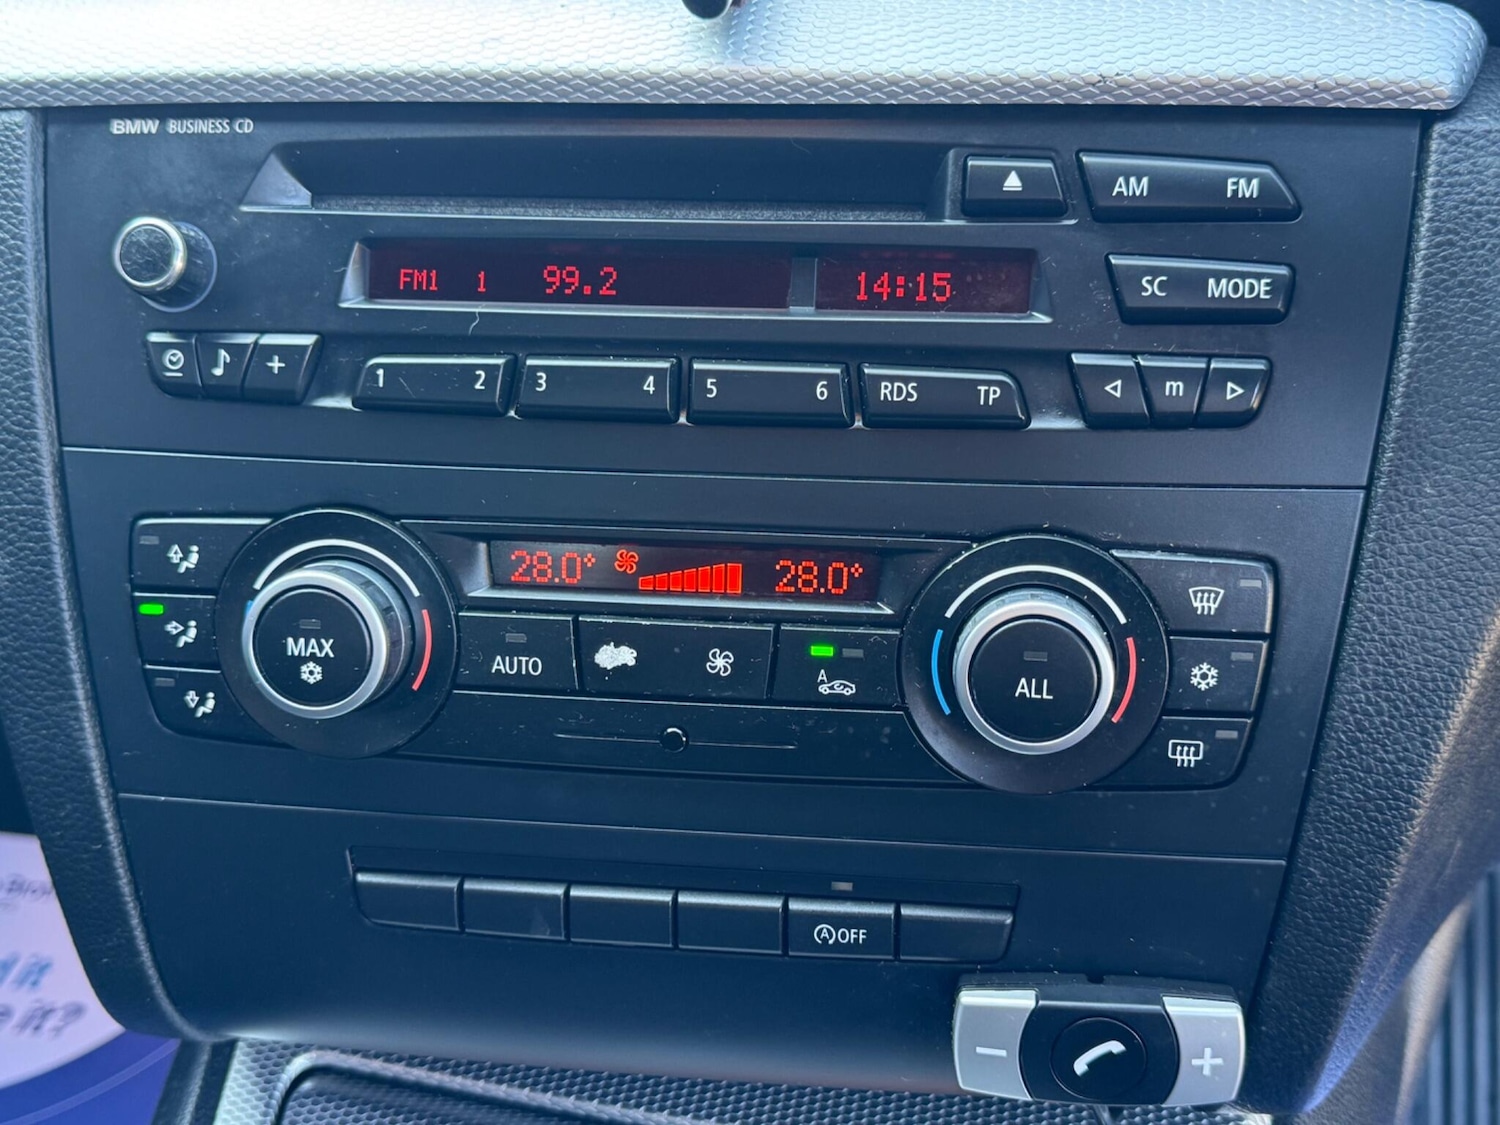 BMW BUSINESS CD
AM FM
FM1 1 99.2 14:15
SC MODE
+
1 2 3 4 5 6 RDS TP
m
28.0° 28.0°
MAX
AUTO
A
ALL
A OFF
− +